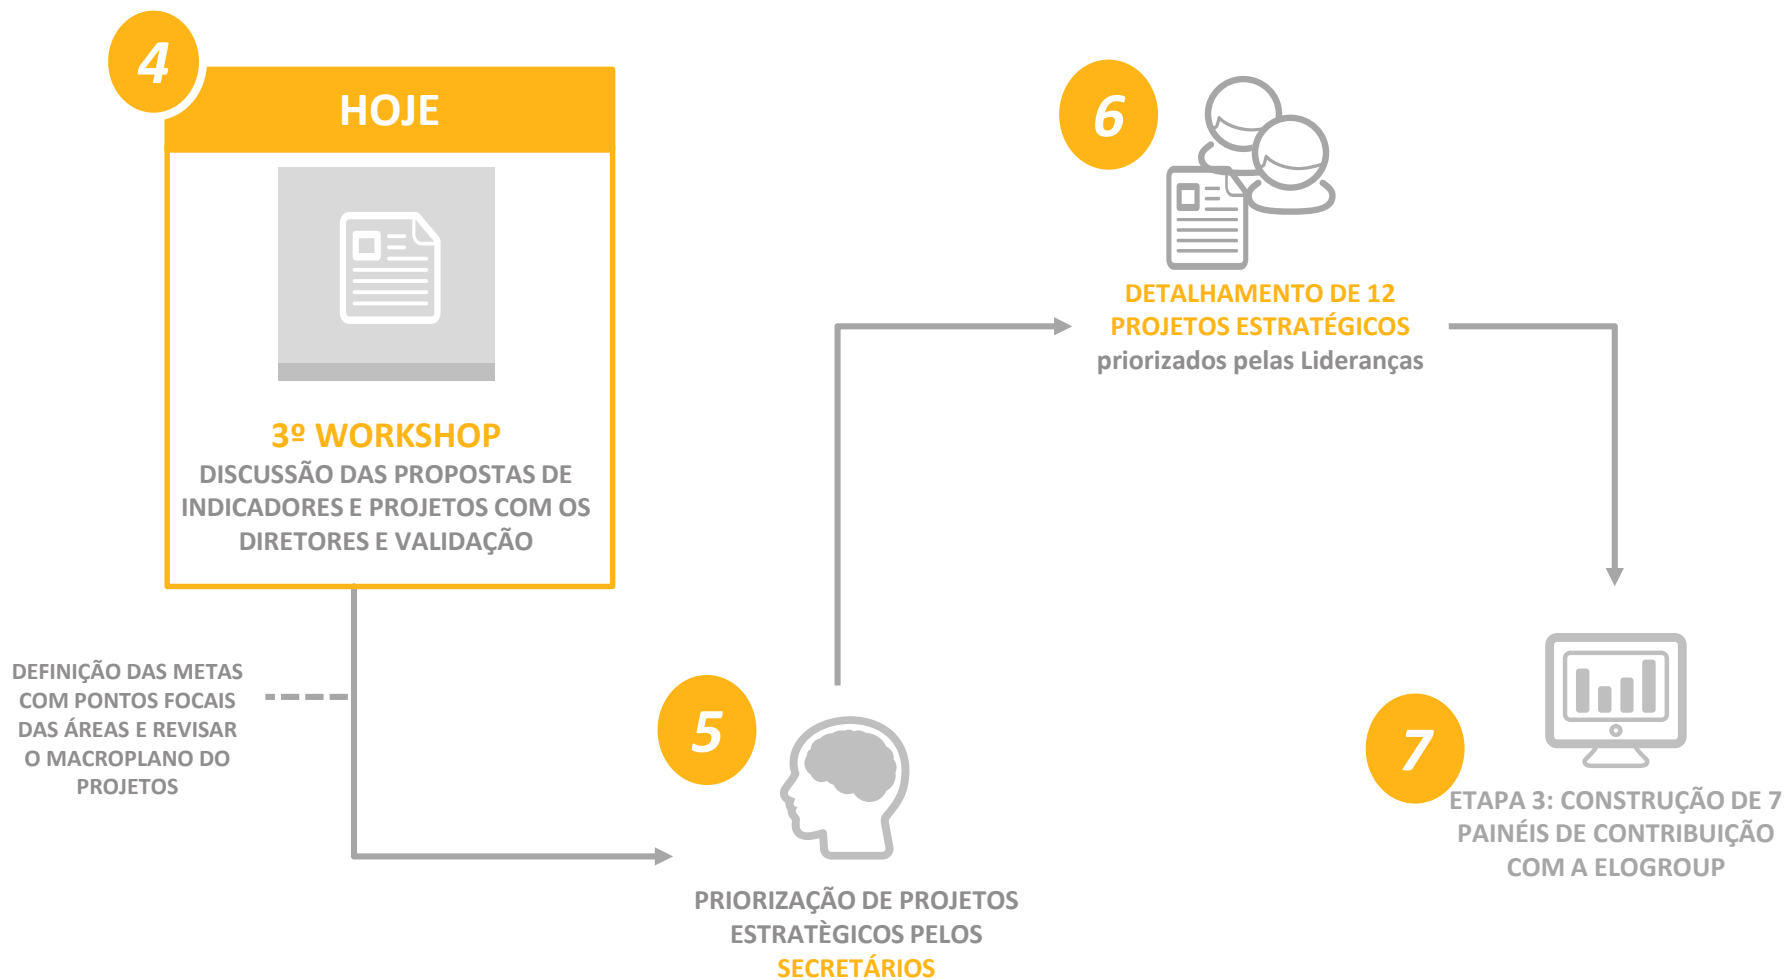 4
HOJE
3º WORKSHOP
DISCUSSÃO DAS PROPOSTAS DE
INDICADORES E PROJETOS COM OS
DIRETORES E VALIDAÇÃO
DEFINIÇÃO DAS METAS
COM PONTOS FOCAIS
DAS ÁREAS E REVISAR
O MACROPLANO DO
PROJETOS
5
PRIORIZAÇÃO DE PROJETOS
ESTRATÈGICOS PELOS
SECRETÁRIOS
6
DETALHAMENTO DE 12
PROJETOS ESTRATÉGICOS
priorizados pelas Lideranças
7
ETAPA 3: CONSTRUÇÃO DE 7
PAINÉIS DE CONTRIBUIÇÃO
COM A ELOGROUP